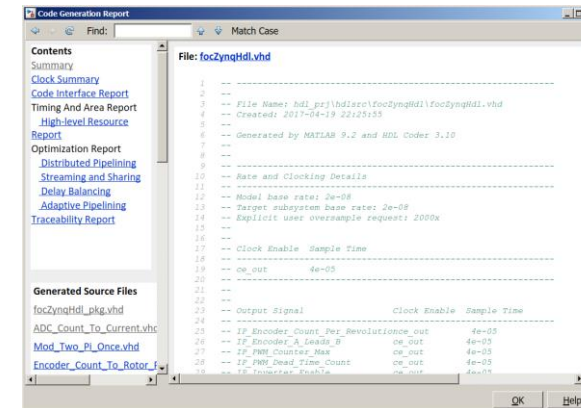 Code Generation Report
Find:
Match Case
Contents
Summary
Clock Summary
Code Interface Report
Timing And Area Report
High-level Resource
Report
Optimization Report
Distributed Pipelining
Streaming and Sharing
Delay Balancing
Adaptive Pipelining
Traceability Report
Generated Source Files
focZynqHdl_pkg.vhd
ADC_Count_To_Current.vhd
Mod_Two_Pi_Once.vhd
Encoder_Count_To_Rotor_
File: focZynqHdl.vhd
1 -- -------------------------------------------------------------
2 --
3 -- File Name: hdl_prj\hdlsrc\focZynqHdl\focZynqHdl.vhd
4 -- Created: 2017-04-19 22:25:55
5 --
6 -- Generated by MATLAB 9.2 and HDL Coder 3.10
7 --
8 --
9 -- -------------------------------------------------------------
10 -- Rate and Clocking Details
11 -- -------------------------------------------------------------
12 -- Model base rate: 2e-08
13 -- Target subsystem base rate: 2e-08
14 -- Explicit user oversample request: 2000x
15 --
16 --
17 -- Clock Enable Sample Time
18 -- -------------------------------------------------------------
19 -- ce_out 4e-05
20 -- -------------------------------------------------------------
21 --
22 --
23 -- Output Signal Clock Enable Sample Time
24 -- -------------------------------------------------------------
25 -- IP_Encoder_Count_Per_Revolutionce_out 4e-05
26 -- IP_Encoder_A_Leads_B ce_out 4e-05
27 -- IP_PWM_Counter_Max ce_out 4e-05
28 -- IP_PWM_Dead_Time_Count ce_out 4e-05
29 -- IP_Inverter_Enable ce_out 4e-05
OK
Help